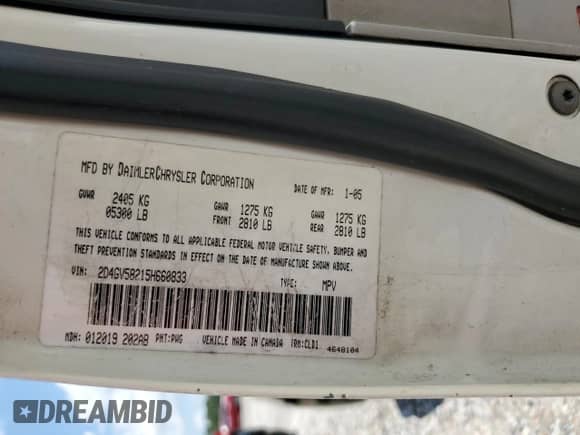 MFD BY DAIMLERCHRYSLER CORPORATION DATE OF MFR: 1-05
GVWR 2405 KG 05300 LB GAWR FRONT 1275 KG 2810 LB GAWR REAR 1275 KG 2810 LB
THIS VEHICLE CONFORMS TO ALL APPLICABLE FEDERAL MOTOR VEHICLE SAFETY, BUMPER AND
THEFT PREVENTION STANDARDS IN EFFECT ON THE DATE OF MANUFACTURE SHOWN ABOVE.
VIN: 2D4GV58215H660833 TYPE: MPV
MDH: 012019 202AB PNT:PWG VEHICLE MADE IN CANADA TRM:CLD1
4648104
DREAMBID